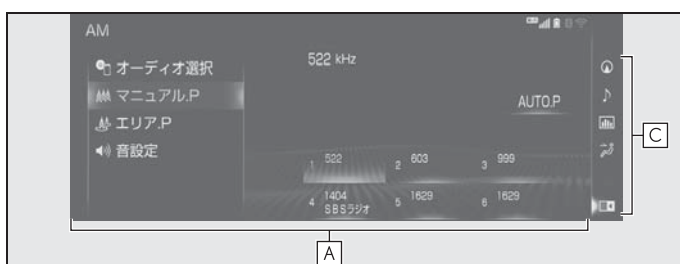 AM
522 kHz
オーディオ選択
マニュアル.P
エリア.P
音設定
AUTO.P
1 522
2 603
3 999
4 1404
SBSラジオ
5 1629
6 1629
A
C